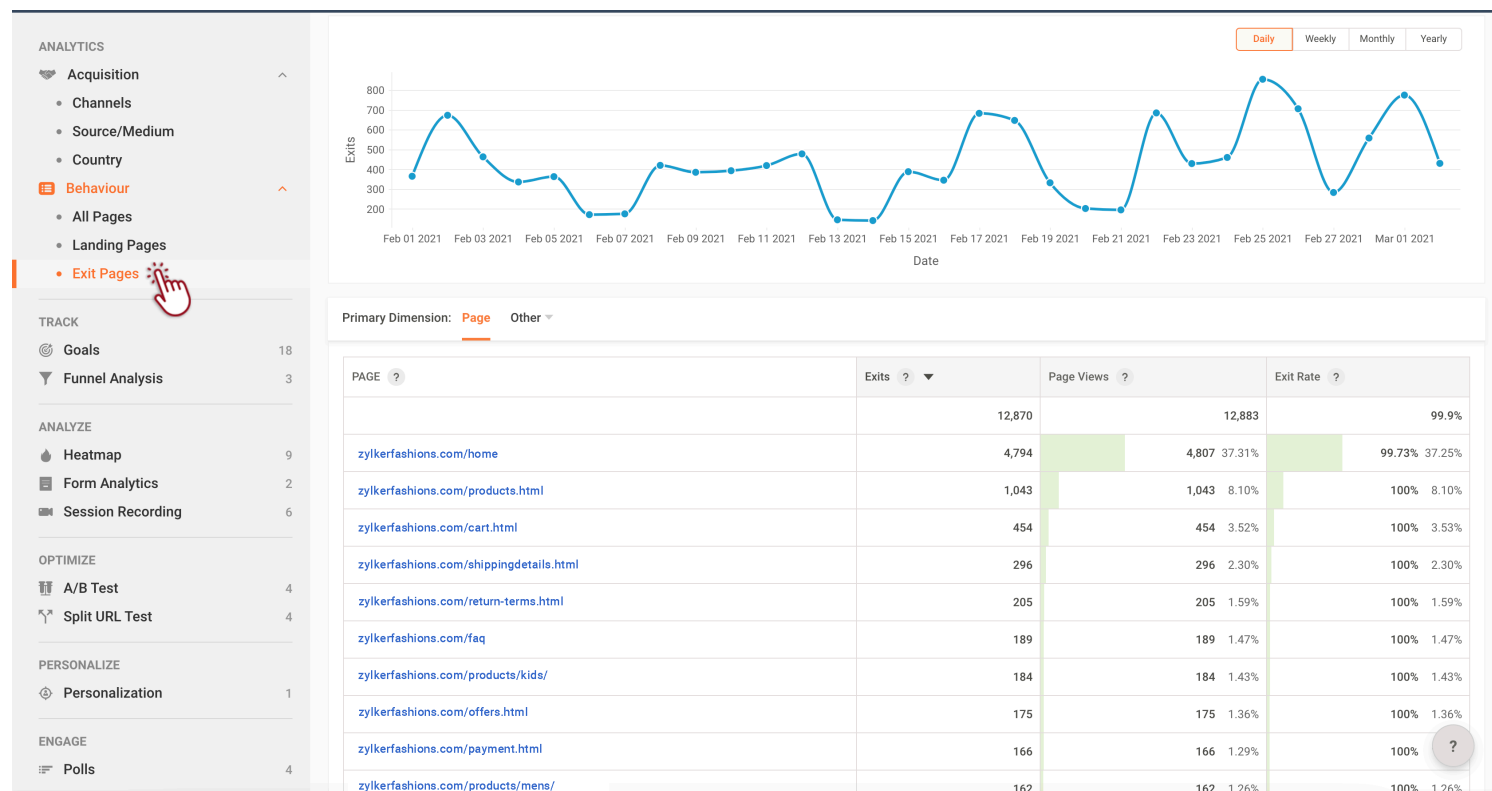 ANALYTICS
Acquisition
Channels
Source/Medium
Country
Behaviour
All Pages
Landing Pages
Exit Pages
TRACK
Goals 18
Funnel Analysis 3
ANALYZE
Heatmap 9
Form Analytics 2
Session Recording 6
OPTIMIZE
A/B Test 4
Split URL Test 4
PERSONALIZE
Personalization 1
ENGAGE
Polls 4
Daily Weekly Monthly Yearly
800
700
600
500
400
300
200
Exits
Feb 01 2021 Feb 03 2021 Feb 05 2021 Feb 07 2021 Feb 09 2021 Feb 11 2021 Feb 13 2021 Feb 15 2021 Feb 17 2021 Feb 19 2021 Feb 21 2021 Feb 23 2021 Feb 25 2021 Feb 27 2021 Mar 01 2021
Date
Primary Dimension: Page Other
PAGE ? Exits ? Page Views ? Exit Rate ?
12,870 12,883 99.9%
zylkerfashions.com/home 4,794 4,807 37.31% 99.73% 37.25%
zylkerfashions.com/products.html 1,043 1,043 8.10% 100% 8.10%
zylkerfashions.com/cart.html 454 454 3.52% 100% 3.53%
zylkerfashions.com/shippingdetails.html 296 296 2.30% 100% 2.30%
zylkerfashions.com/return-terms.html 205 205 1.59% 100% 1.59%
zylkerfashions.com/faq 189 189 1.47% 100% 1.47%
zylkerfashions.com/products/kids/ 184 184 1.43% 100% 1.43%
zylkerfashions.com/offers.html 175 175 1.36% 100% 1.36%
zylkerfashions.com/payment.html 166 166 1.29% 100%
?
zylkerfashions.com/products/mens/ 162 162 1.26% 100% 1.26%